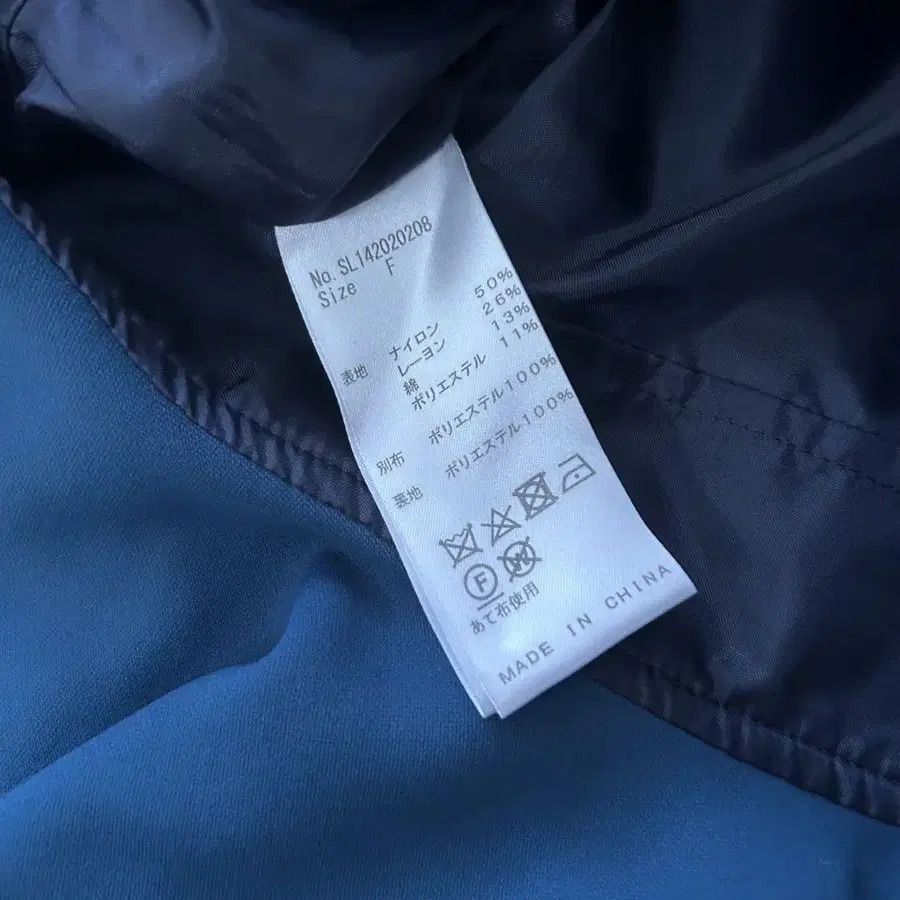 No. SL142020208
Size F
表地 ナイロン 50%
レーヨン 26%
綿 13%
ポリエステル 11%
別布 ポリエステル100%
裏地 ポリエステル100%
F W
あて布使用
MADE IN CHINA